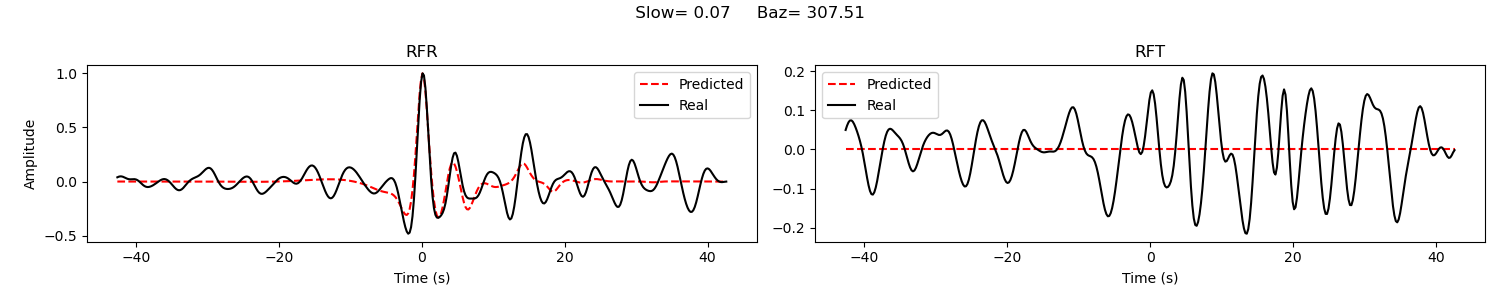 Slow= 0.07 Baz= 307.51
RFR
1.0
0.5
0.0
−0.5
Amplitude
Predicted
Real
−40
−20
0
20
40
Time (s)
RFT
0.2
0.1
0.0
−0.1
−0.2
Predicted
Real
−40
−20
0
20
40
Time (s)